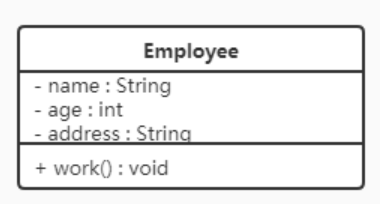 Employee
- name : String
- age : int
- address : String
+ work() : void